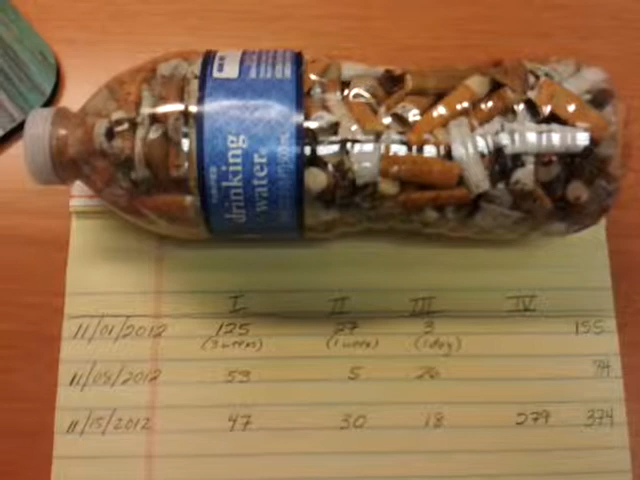 drinking
water
I II III IV
11/01/2012 125 27 3 155
(3 weeks) (1 week) (1 day)
11/08/2012 53 5 26
11/15/2012 47 30 18 279 374